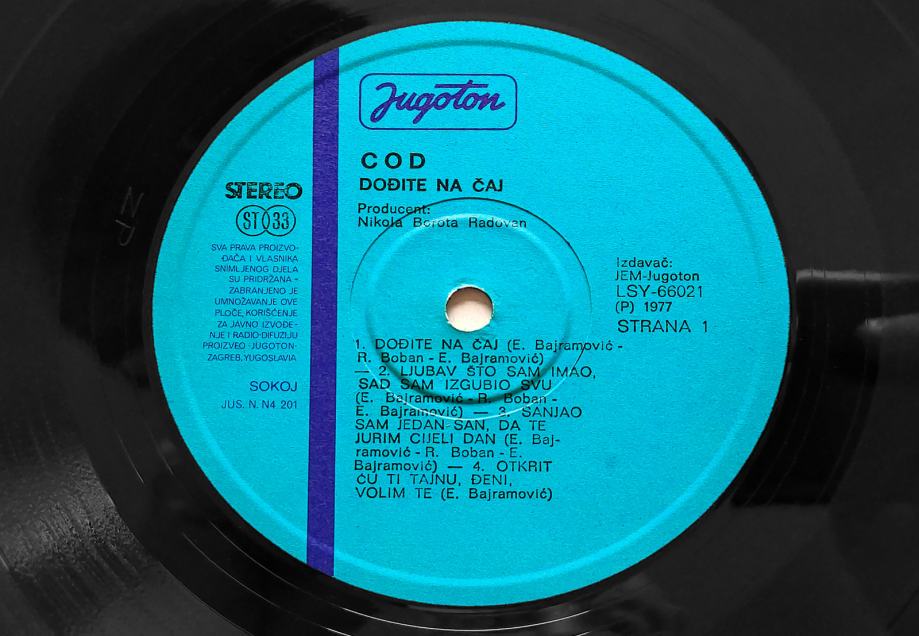 Jugoton
COD
DOĐITE NA ČAJ
Producent:
Nikola Borota Radovan
STEREO
ST 33
SVA PRAVA PROIZVO-
ĐAČA I VLASNIKA
SNIMLJENOG DJELA
SU PRIDRŽANA -
ZABRANJENO JE
UMNOŽAVANJE OVE
PLOČE, KORIŠĆENJE
ZA JAVNO IZVOĐE-
NJE I RADIO-DIFUZIJU
PROIZVEO »JUGOTON«
ZAGREB, YUGOSLAVIA
SOKOJ
JUS. N. N4 201
Izdavač:
JEM-Jugoton
LSY-66021
(P) 1977
STRANA 1
1. DOĐITE NA ČAJ (E. Bajramović -
R. Boban - E. Bajramović)
— 2. LJUBAV ŠTO SAM IMAO,
SAD SAM IZGUBIO SVU
(E. Bajramović - R. Boban -
E. Bajramović) — 3. SANJAO
SAM JEDAN SAN, DA TE
JURIM CIJELI DAN (E. Baj-
ramović - R. Boban - E.
Bajramović) — 4. OTKRIT
ĆU TI TAJNU, ĐENI,
VOLIM TE (E. Bajramović)